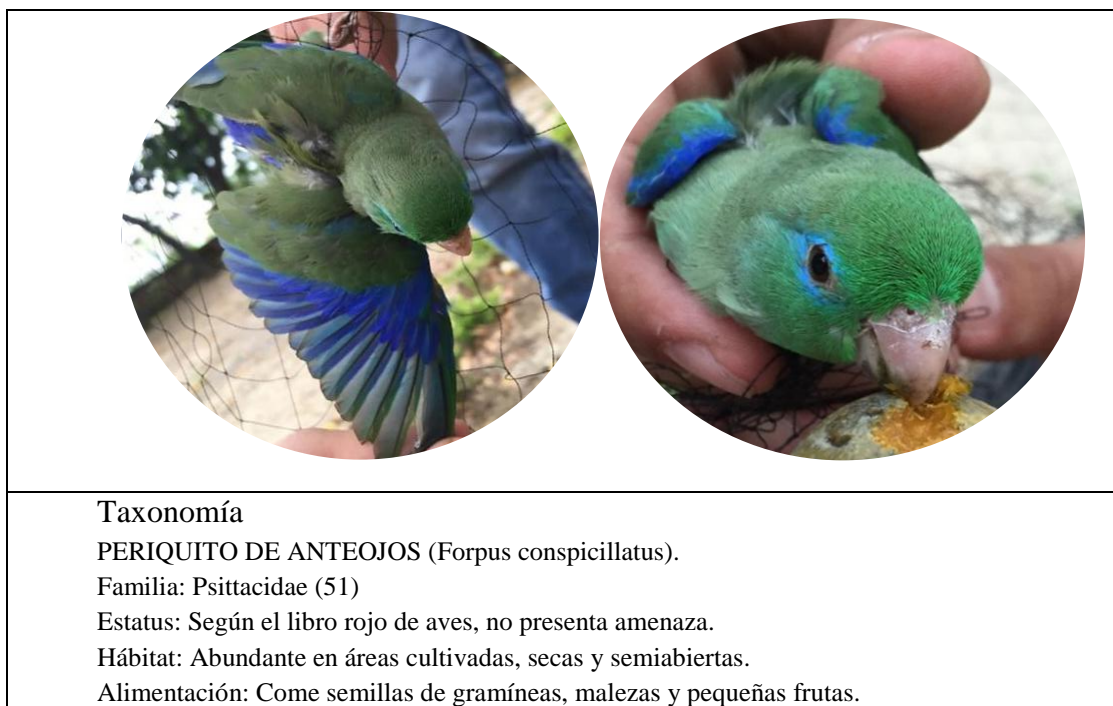 Taxonomía
PERIQUITO DE ANTEOJOS (Forpus conspicillatus).
Familia: Psittacidae (51)
Estatus: Según el libro rojo de aves, no presenta amenaza.
Hábitat: Abundante en áreas cultivadas, secas y semiabiertas.
Alimentación: Come semillas de gramíneas, malezas y pequeñas frutas.